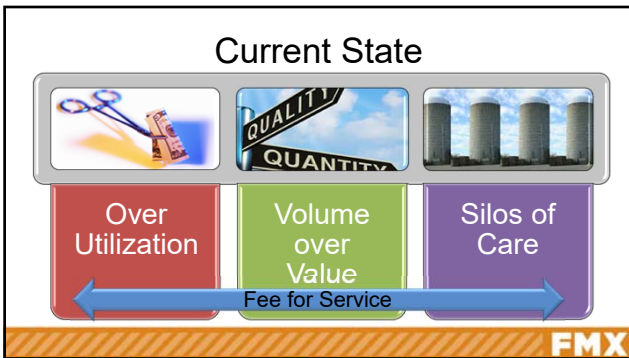 Current State
QUALITY
QUANTITY
Over
Utilization
Volume
over
Value
Silos of
Care
Fee for Service
FMX